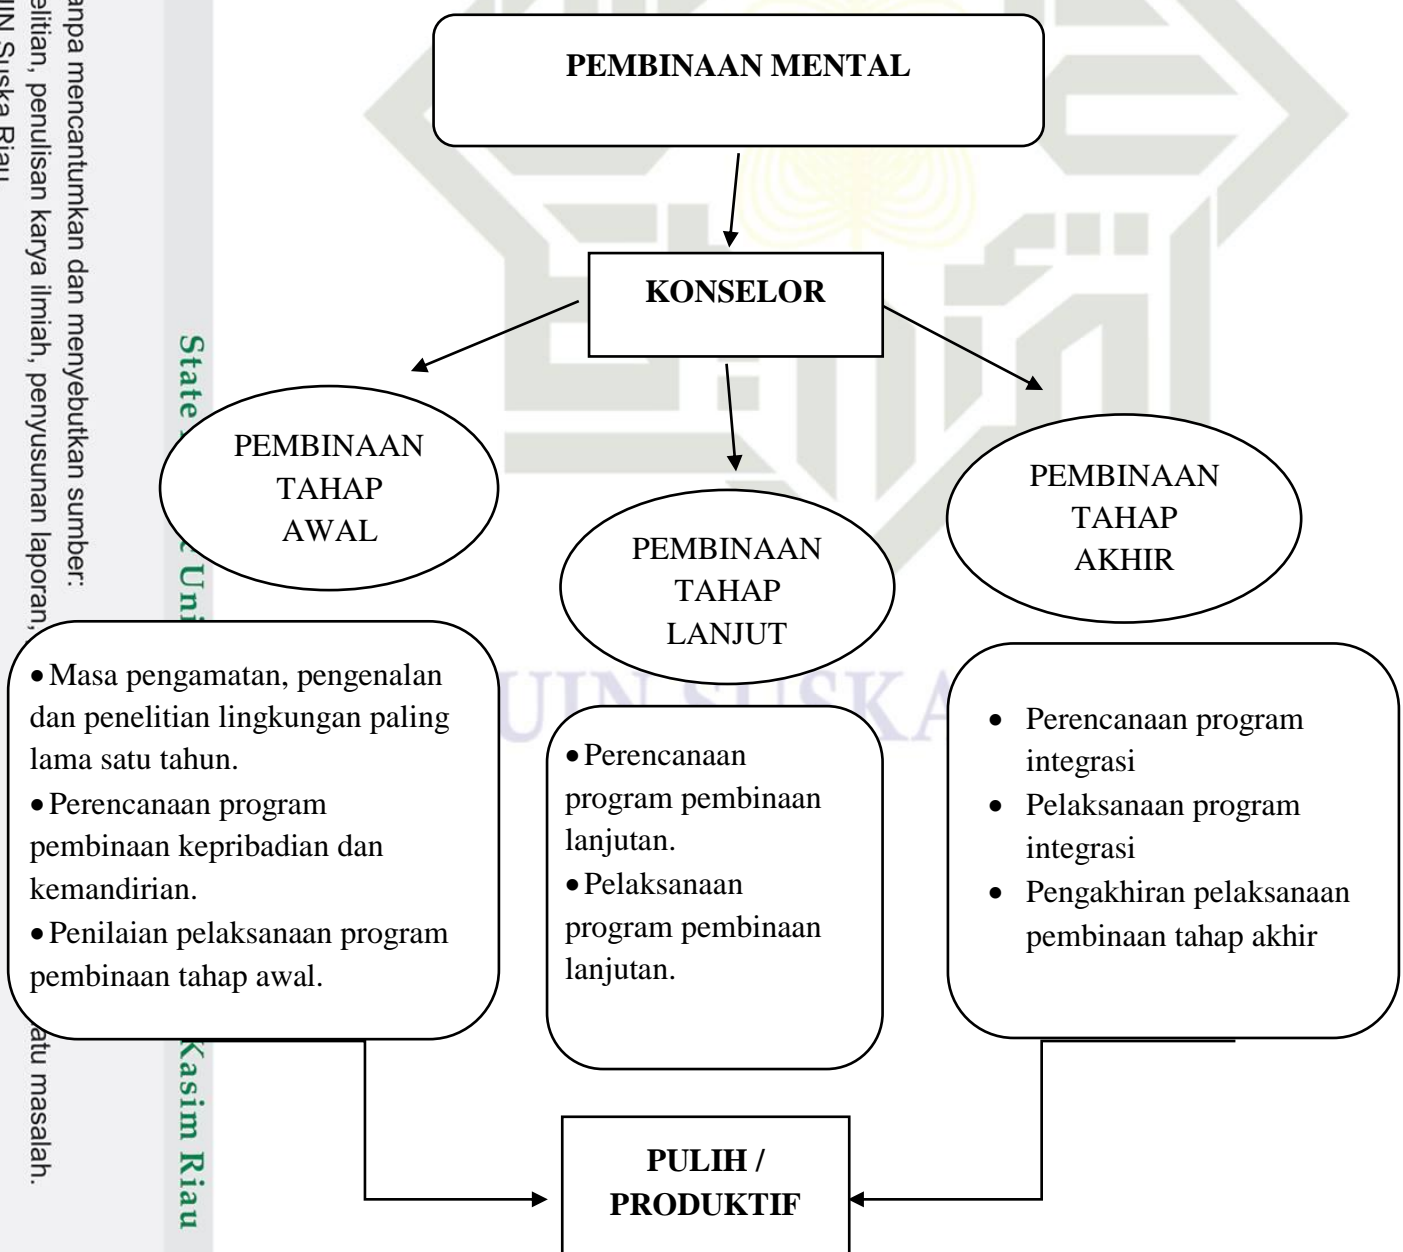 PEMBINAAN MENTAL
KONSELOR
PEMBINAAN
TAHAP
AWAL
PEMBINAAN
TAHAP
LANJUT
PEMBINAAN
TAHAP
AKHIR
• Masa pengamatan, pengenalan
dan penelitian lingkungan paling
lama satu tahun.
• Perencanaan program
pembinaan kepribadian dan
kemandirian.
• Penilaian pelaksanaan program
pembinaan tahap awal.
• Perencanaan
program pembinaan
lanjutan.
• Pelaksanaan
program pembinaan
lanjutan.
• Perencanaan program
integrasi
• Pelaksanaan program
integrasi
• Pengakhiran pelaksanaan
pembinaan tahap akhir
PULIH /
PRODUKTIF
anpa mencantumkan dan menyebutkan sumber:
elitian, penulisan karya ilmiah, penyusunan laporan, atu masalah.
Suska Riau
State Uni Kasim Riau
UIN SUSKA